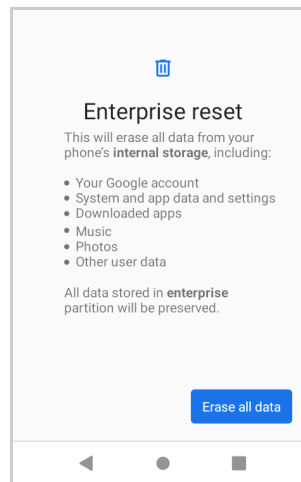 Enterprise reset
This will erase all data from your
phone's internal storage, including:
• Your Google account
• System and app data and settings
• Downloaded apps
• Music
• Photos
• Other user data
All data stored in enterprise
partition will be preserved.
Erase all data